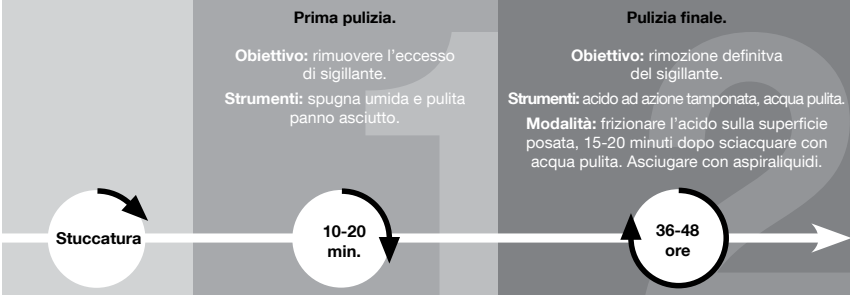 Prima pulizia.
Obiettivo: rimuovere l'eccesso
di sigillante.
Strumenti: spugna umida e pulita
panno asciutto.
1
Pulizia finale.
Obiettivo: rimozione definitva
del sigillante.
Strumenti: acido ad azione tamponata, acqua pulita.
Modalità: frizionare l'acido sulla superficie
posata, 15-20 minuti dopo sciacquare con
acqua pulita. Asciugare con aspiraliquidi.
2
Stuccatura
10-20
min.
36-48
ore